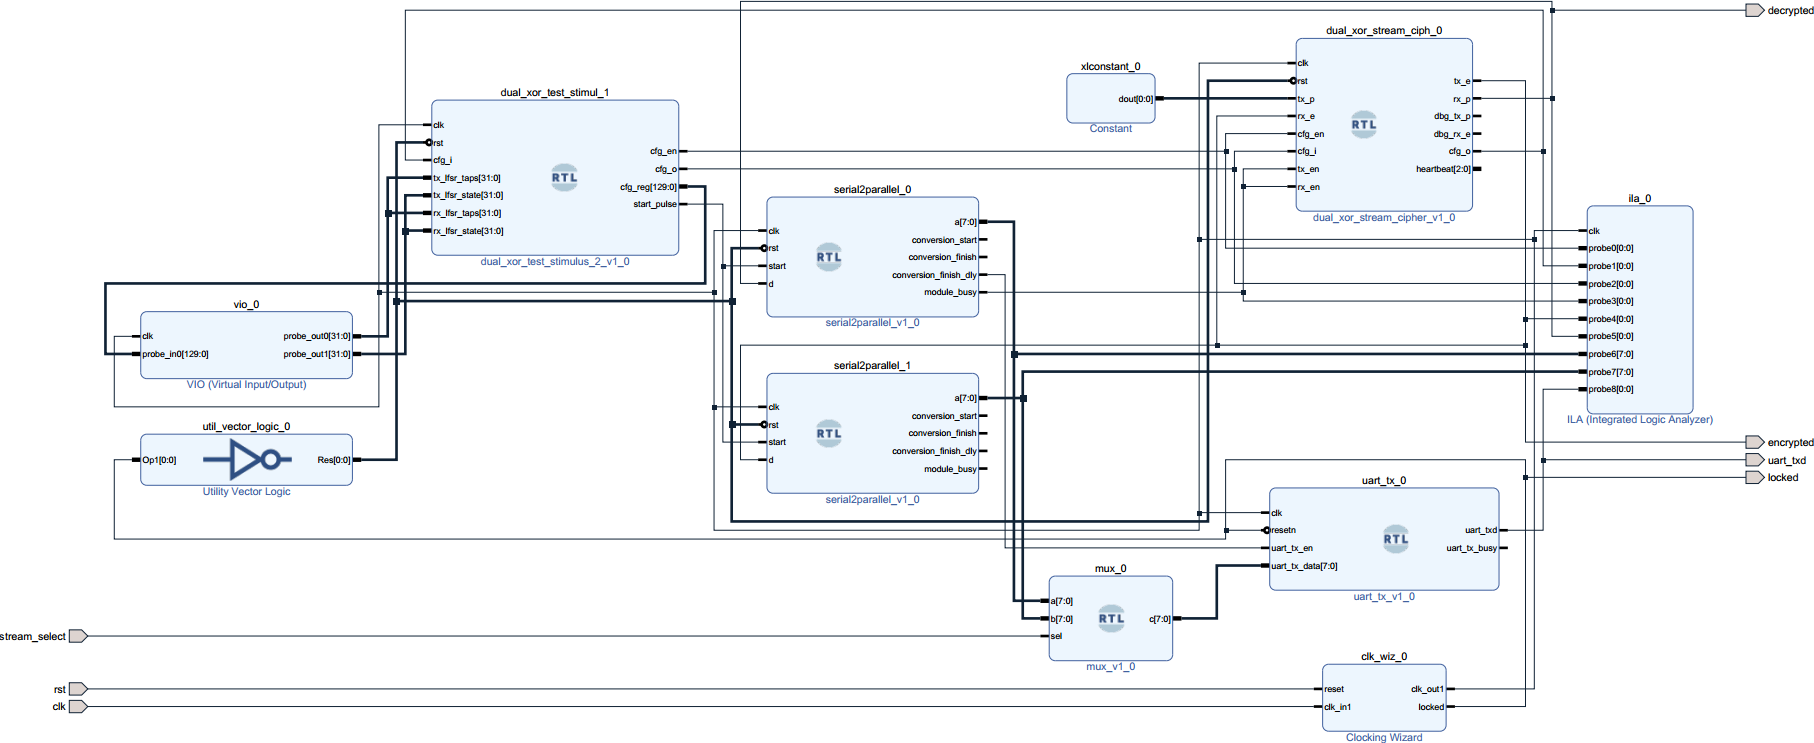 decrypted
dual_xor_stream_ciph_0
clk
rst
tx_p
rx_e
cfg_en
cfg_i
tx_en
rx_en
RTL
tx_e
rx_p
dbg_tx_p
dbg_rx_e
cfg_o
heartbeat[2:0]
dual_xor_stream_cipher_v1_0
xlconstant_0
dout[0:0]
Constant
dual_xor_test_stimul_1
clk
rst
cfg_i
tx_lfsr_taps[31:0]
tx_lfsr_state[31:0]
rx_lfsr_taps[31:0]
rx_lfsr_state[31:0]
RTL
cfg_en
cfg_o
cfg_reg[129:0]
start_pulse
dual_xor_test_stimulus_2_v1_0
serial2parallel_0
clk
rst
start
d
RTL
a[7:0]
conversion_start
conversion_finish
conversion_finish_dly
module_busy
serial2parallel_v1_0
ila_0
clk
probe0[0:0]
probe1[0:0]
probe2[0:0]
probe3[0:0]
probe4[0:0]
probe5[0:0]
probe6[7:0]
probe7[7:0]
probe8[0:0]
ILA (Integrated Logic Analyzer)
vio_0
clk
probe_in0[129:0]
probe_out0[31:0]
probe_out1[31:0]
VIO (Virtual Input/Output)
serial2parallel_1
clk
rst
start
d
RTL
a[7:0]
conversion_start
conversion_finish
conversion_finish_dly
module_busy
serial2parallel_v1_0
util_vector_logic_0
Op1[0:0]
Res[0:0]
Utility Vector Logic
encrypted
uart_txd
locked
uart_tx_0
clk
resetn
uart_tx_en
uart_tx_data[7:0]
RTL
uart_txd
uart_tx_busy
uart_tx_v1_0
mux_0
a[7:0]
b[7:0]
sel
RTL
c[7:0]
mux_v1_0
stream_select
rst
clk
clk_wiz_0
reset
clk_in1
clk_out1
locked
Clocking Wizard